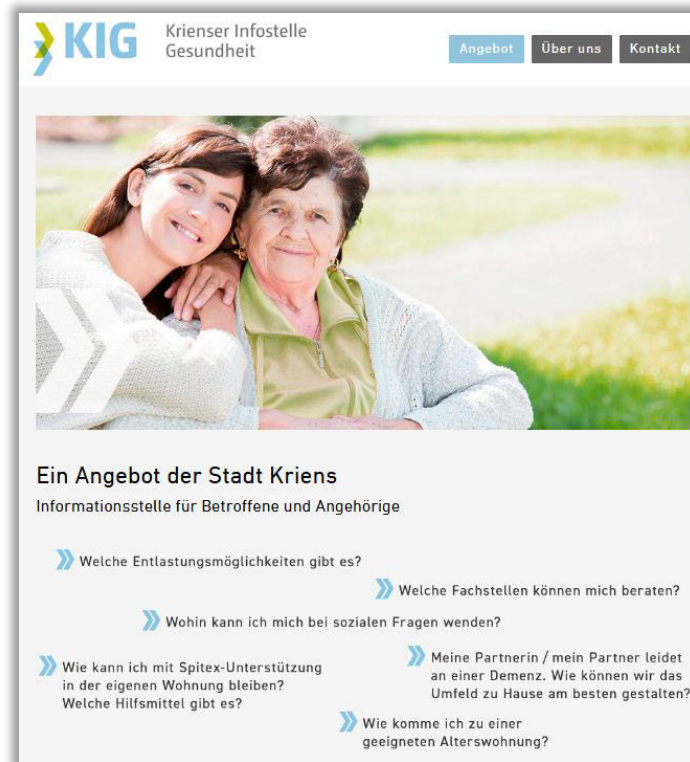 KIG
Krienser Infostelle
Gesundheit
Angebot
Über uns
Kontakt
Ein Angebot der Stadt Kriens
Informationsstelle für Betroffene und Angehörige
Welche Entlastungsmöglichkeiten gibt es?
Welche Fachstellen können mich beraten?
Wohin kann ich mich bei sozialen Fragen wenden?
Wie kann ich mit Spitex-Unterstützung
in der eigenen Wohnung bleiben?
Welche Hilfsmittel gibt es?
Meine Partnerin / mein Partner leidet
an einer Demenz. Wie können wir das
Umfeld zu Hause am besten gestalten?
Wie komme ich zu einer
geeigneten Alterswohnung?